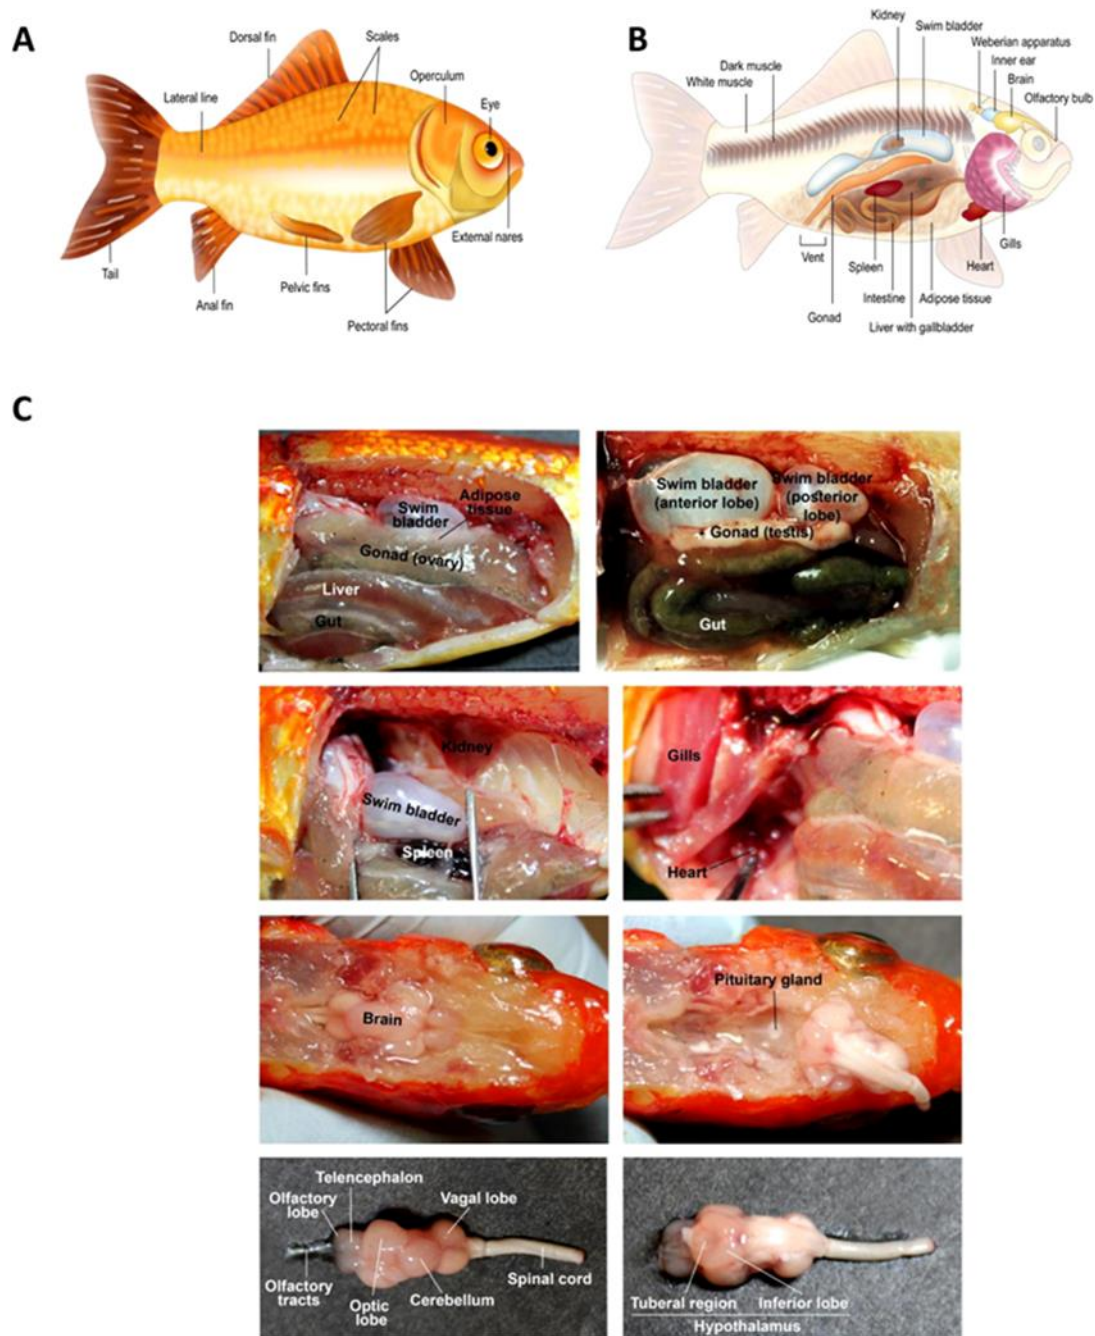 A
Dorsal fin
Scales
Operculum
Lateral line
Eye
External nares
Tail
Anal fin
Pelvic fins
Pectoral fins
B
Kidney
Swim bladder
Weberian apparatus
Inner ear
Brain
Olfactory bulb
Dark muscle
White muscle
Vent
Spleen
Heart
Gills
Intestine
Adipose tissue
Gonad
Liver with gallbladder
C
Adipose
tissue
Swim
bladder
Gonad (ovary)
Liver
Gut
Swim bladder
(anterior lobe)
Swim bladder
(posterior
lobe)
Gonad (testis)
Gut
Kidney
Swim bladder
Spleen
Gills
Heart
Brain
Pituitary gland
Telencephalon
Olfactory
lobe
Vagal lobe
Olfactory
tracts
Optic
lobe
Cerebellum
Spinal cord
Tuberal region
Inferior lobe
Hypothalamus